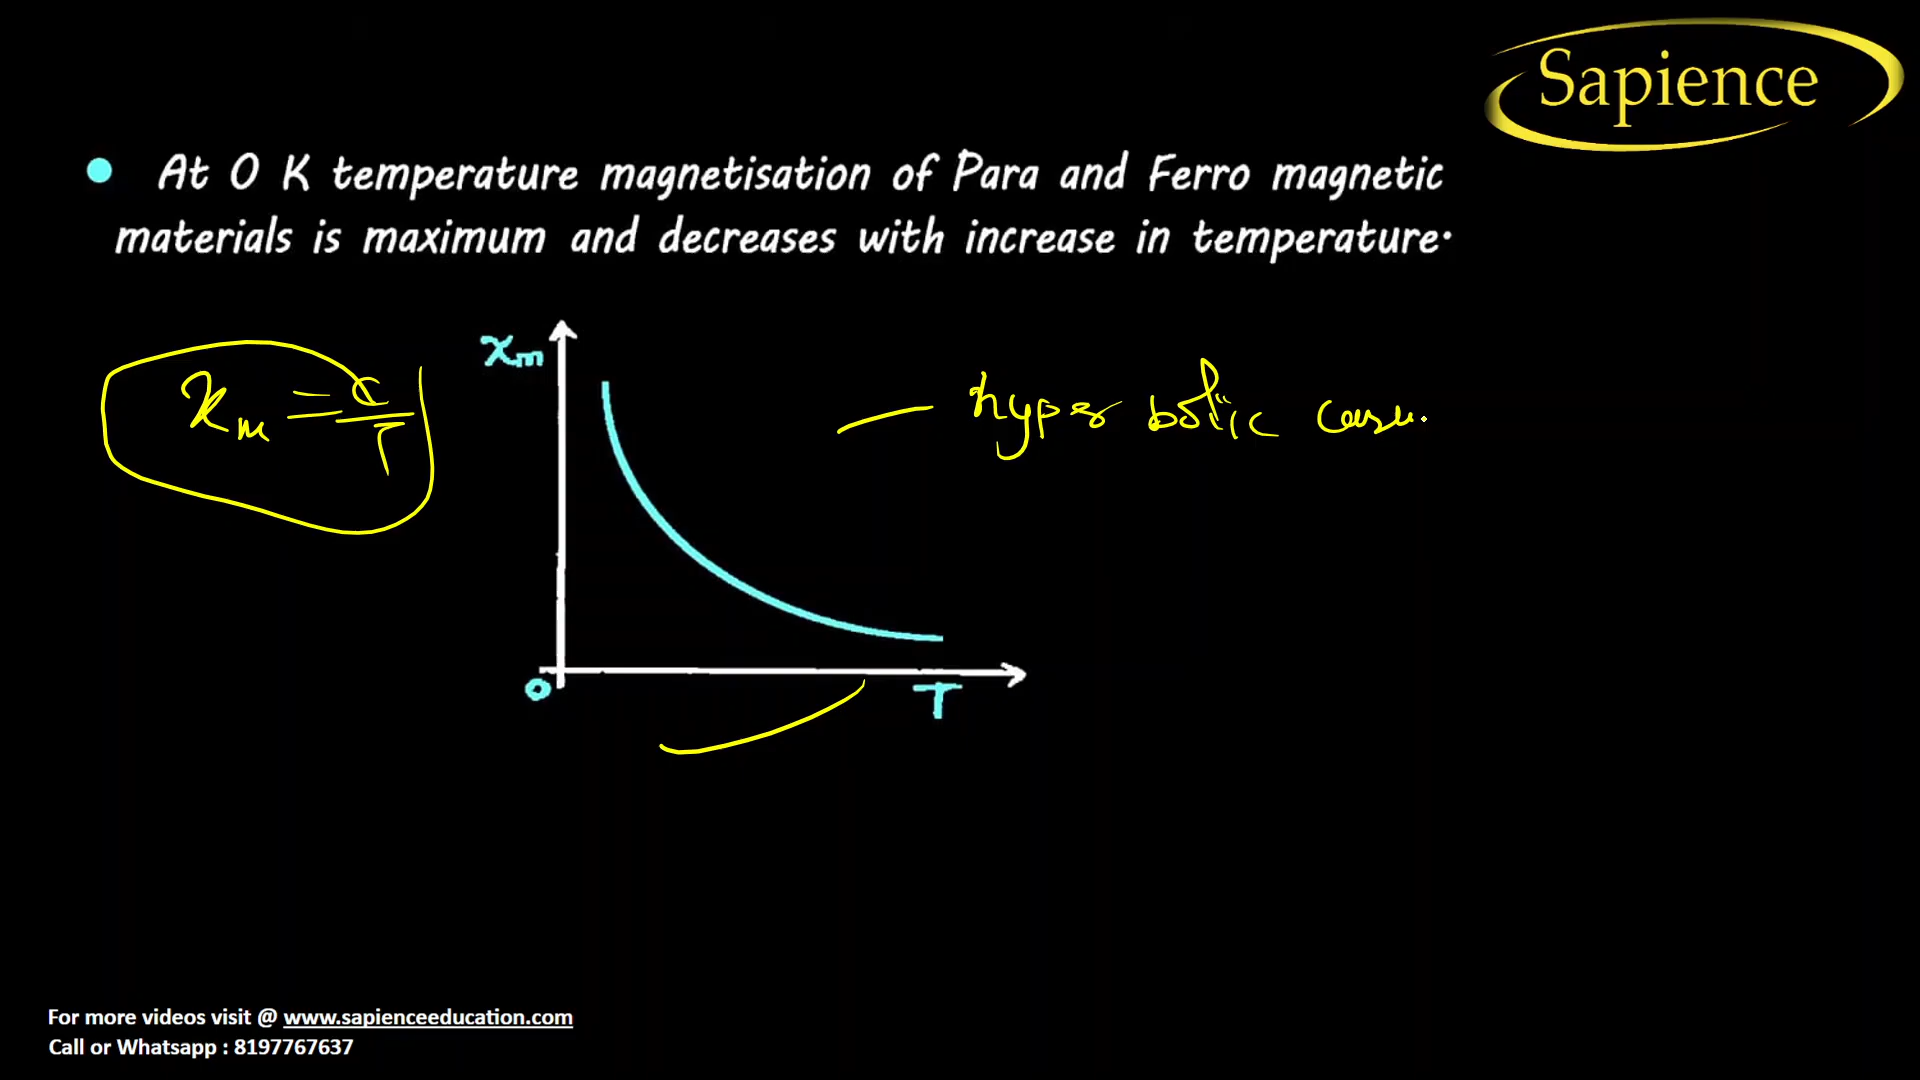 Sapience
At 0 K temperature magnetisation of Para and Ferro magnetic
materials is maximum and decreases with increase in temperature.
χm = C/T
χm
hyperbolic
0
T
For more videos visit @ www.sapienceeducation.com
Call or Whatsapp : 8197767637